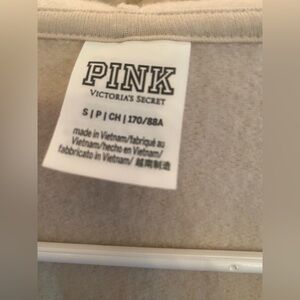 PINK
VICTORIA'S SECRET
S | P | CH | 170/88A
made in Vietnam/fabriqué au
Vietnam/hecho en Vietnam/
fabbricato in Vietnam/ 越南制造